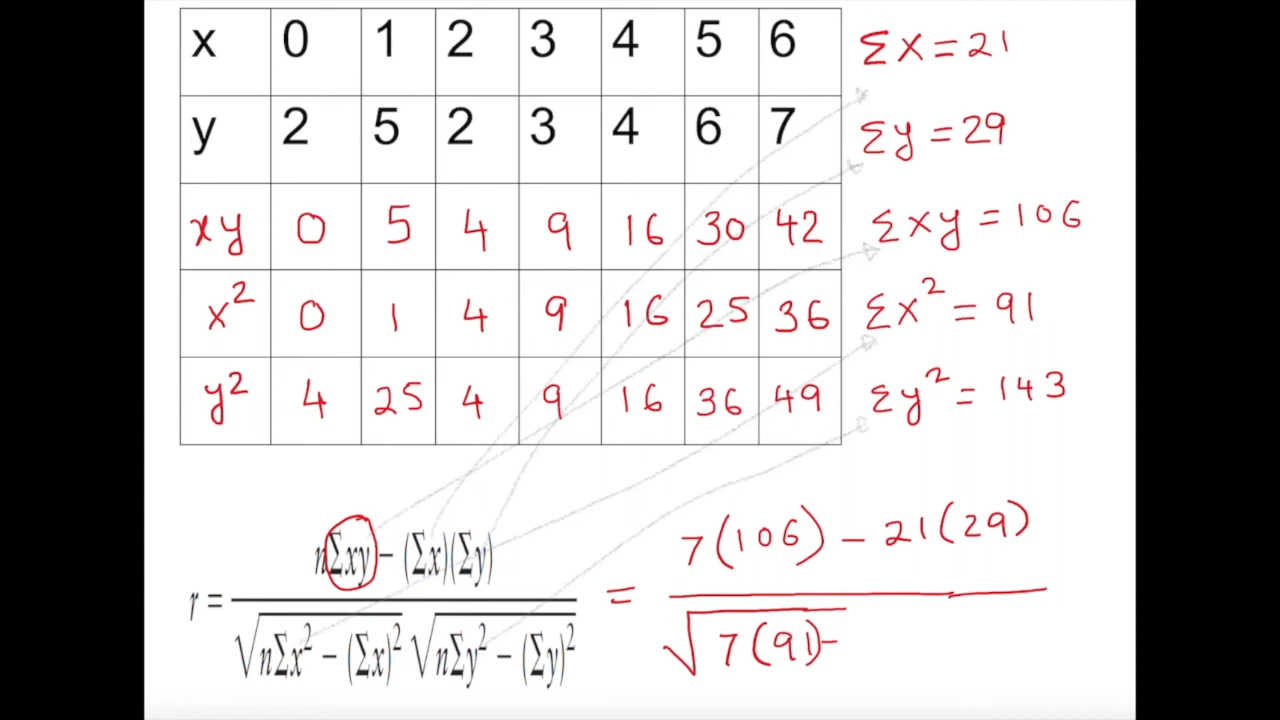 x 0 1 2 3 4 5 6 Σx = 21
y 2 5 2 3 4 6 7 Σy = 29
xy 0 5 4 9 16 30 42 Σxy = 106
x² 0 1 4 9 16 25 36 Σx² = 91
y² 4 25 4 9 16 36 49 Σy² = 143
nΣxy − (Σx)(Σy) 7(106) − 21(29)
r = =
√nΣx² − (Σx)² √nΣy² − (Σy)² √7(91) −